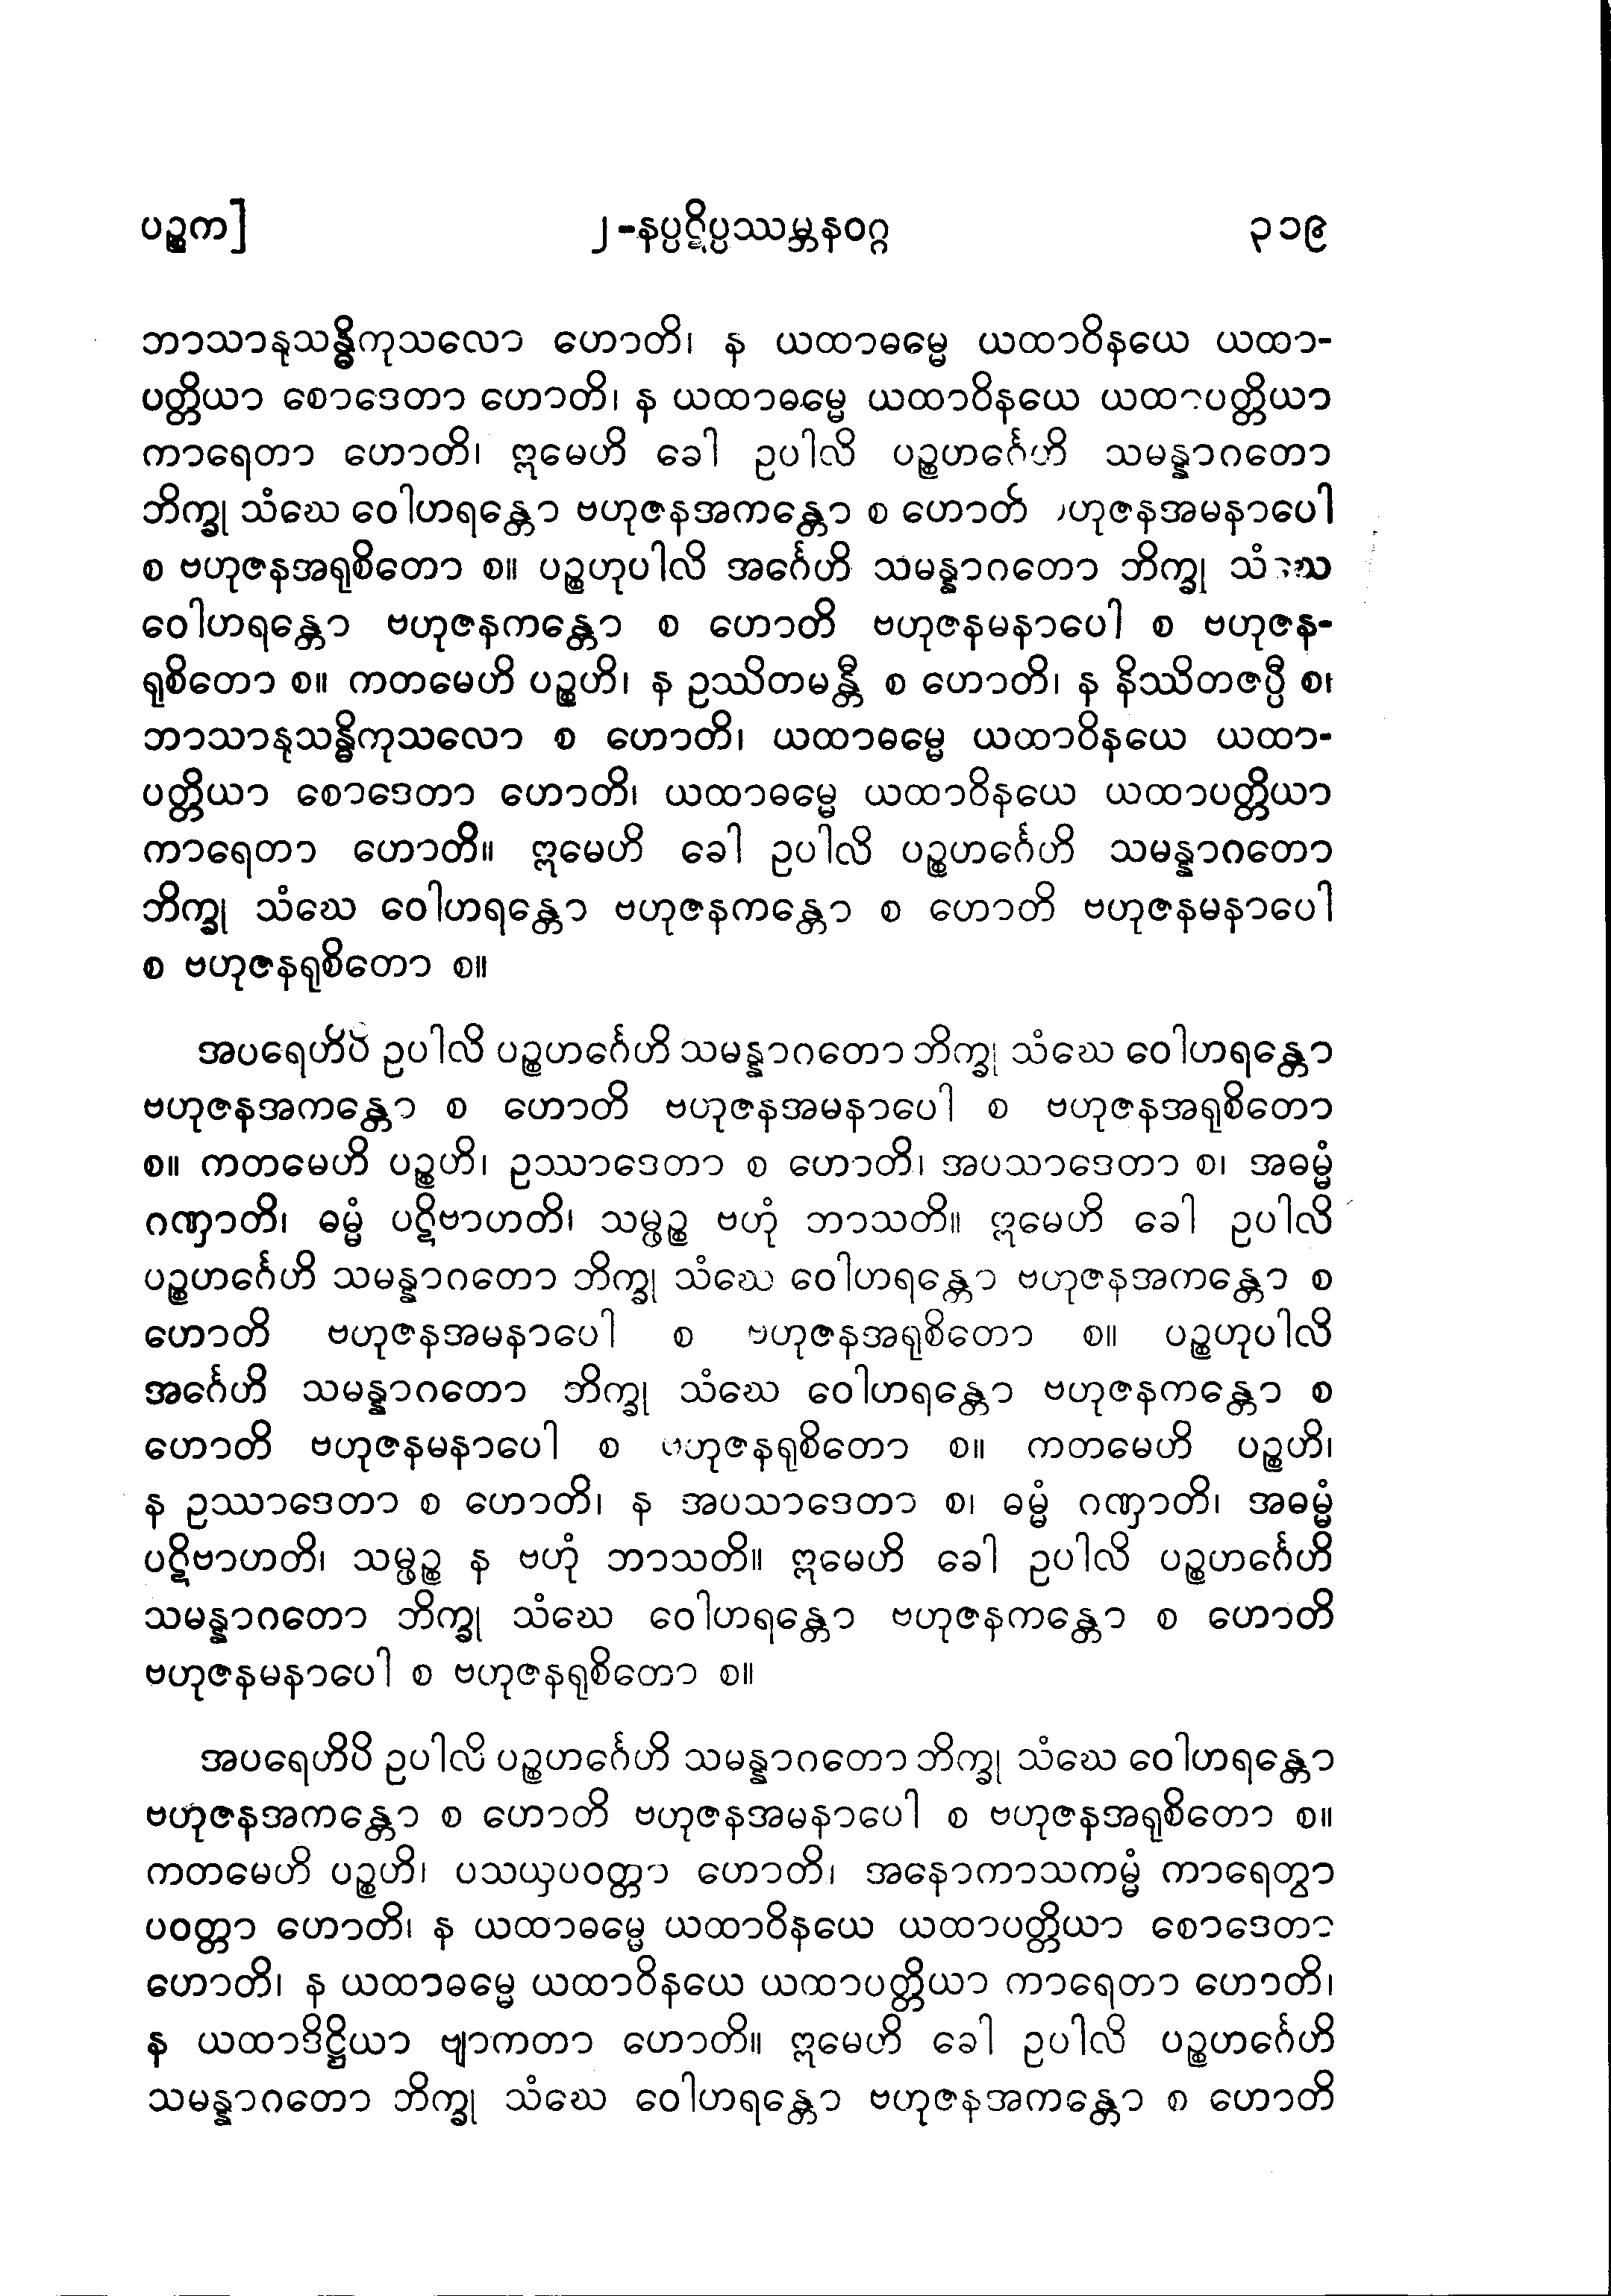 ပဉ္စက]
၂-နပ္ပဋိပ္ပဿမ္ဘနဝဂ္ဂ
၃၁၉
ဘာသာနုသန္ဓိကုသလော ဟောတိ၊ န ယထာဓမ္မေ ယထာဝိနယေ ယထာ-
ပတ္တိယာ စောဒေတာ ဟောတိ၊ န ယထာဓမ္မေ ယထာဝိနယေ ယထာပတ္တိယာ
ကာရေတာ ဟောတိ၊ ဣမေဟိ ခေါ ဥပါလိ ပဉ္စဟင်္ဂေဟိ သမန္နာဂတော
ဘိက္ခု သံဃေ ဝေါဟရန္တော ဗဟုဇနအကန္တော စ ဟောတိ ဗဟုဇနအမနာပေါ
စ ဗဟုဇနအရုစိတော စ။ ပဉ္စဟုပါလိ အင်္ဂေဟိ သမန္နာဂတော ဘိက္ခု သံဃေ
ဝေါဟရန္တော ဗဟုဇနကန္တော စ ဟောတိ ဗဟုဇနမနာပေါ စ ဗဟုဇန-
ရုစိတော စ။ ကတမေဟိ ပဉ္စဟိ၊ န ဥဿိတမန္တီ စ ဟောတိ၊ န နိဿိတဇပ္ပီ စ၊
ဘာသာနုသန္ဓိကုသလော စ ဟောတိ၊ ယထာဓမ္မေ ယထာဝိနယေ ယထာ-
ပတ္တိယာ စောဒေတာ ဟောတိ၊ ယထာဓမ္မေ ယထာဝိနယေ ယထာပတ္တိယာ
ကာရေတာ ဟောတိ။ ဣမေဟိ ခေါ ဥပါလိ ပဉ္စဟင်္ဂေဟိ သမန္နာဂတော
ဘိက္ခု သံဃေ ဝေါဟရန္တော ဗဟုဇနကန္တော စ ဟောတိ ဗဟုဇနမနာပေါ
စ ဗဟုဇနရုစိတော စ။
အပရေဟိပိ ဥပါလိ ပဉ္စဟင်္ဂေဟိ သမန္နာဂတော ဘိက္ခု သံဃေ ဝေါဟရန္တော
ဗဟုဇနအကန္တော စ ဟောတိ ဗဟုဇနအမနာပေါ စ ဗဟုဇနအရုစိတော
စ။ ကတမေဟိ ပဉ္စဟိ၊ ဥဿာဒေတာ စ ဟောတိ၊ အပသာဒေတာ စ၊ အဓမ္မံ
ဂဏှာတိ၊ ဓမ္မံ ပဋိဗာဟတိ၊ သမ္ဖဉ္စ ဗဟုံ ဘာသတိ။ ဣမေဟိ ခေါ ဥပါလိ
ပဉ္စဟင်္ဂေဟိ သမန္နာဂတော ဘိက္ခု သံဃေ ဝေါဟရန္တော ဗဟုဇနအကန္တော စ
ဟောတိ ဗဟုဇနအမနာပေါ စ ဗဟုဇနအရုစိတော စ။ ပဉ္စဟုပါလိ
အင်္ဂေဟိ သမန္နာဂတော ဘိက္ခု သံဃေ ဝေါဟရန္တော ဗဟုဇနကန္တော စ
ဟောတိ ဗဟုဇနမနာပေါ စ ဗဟုဇနရုစိတော စ။ ကတမေဟိ ပဉ္စဟိ၊
န ဥဿာဒေတာ စ ဟောတိ၊ န အပသာဒေတာ စ၊ ဓမ္မံ ဂဏှာတိ၊ အဓမ္မံ
ပဋိဗာဟတိ၊ သမ္ဖဉ္စ န ဗဟုံ ဘာသတိ။ ဣမေဟိ ခေါ ဥပါလိ ပဉ္စဟင်္ဂေဟိ
သမန္နာဂတော ဘိက္ခု သံဃေ ဝေါဟရန္တော ဗဟုဇနကန္တော စ ဟောတိ
ဗဟုဇနမနာပေါ စ ဗဟုဇနရုစိတော စ။
အပရေဟိပိ ဥပါလိ ပဉ္စဟင်္ဂေဟိ သမန္နာဂတော ဘိက္ခု သံဃေ ဝေါဟရန္တော
ဗဟုဇနအကန္တော စ ဟောတိ ဗဟုဇနအမနာပေါ စ ဗဟုဇနအရုစိတော စ။
ကတမေဟိ ပဉ္စဟိ၊ ပသယှပဝတ္တာ ဟောတိ၊ အနောကာသကမ္မံ ကာရေတွာ
ပဝတ္တာ ဟောတိ၊ န ယထာဓမ္မေ ယထာဝိနယေ ယထာပတ္တိယာ စောဒေတာ
ဟောတိ၊ န ယထာဓမ္မေ ယထာဝိနယေ ယထာပတ္တိယာ ကာရေတာ ဟောတိ၊
န ယထာဒိဋ္ဌိယာ ဗျာကတာ ဟောတိ။ ဣမေဟိ ခေါ ဥပါလိ ပဉ္စဟင်္ဂေဟိ
သမန္နာဂတော ဘိက္ခု သံဃေ ဝေါဟရန္တော ဗဟုဇနအကန္တော စ ဟောတိ